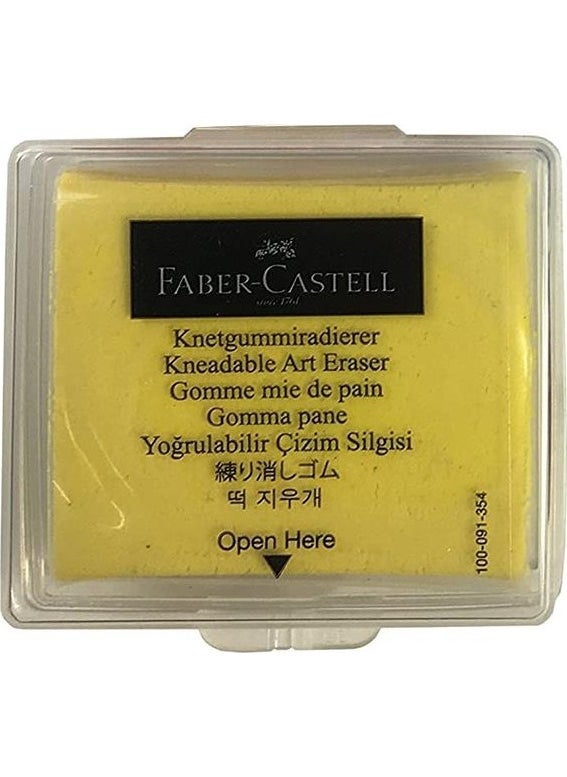 FABER-CASTELL
since 1761
Knetgummiradierer
Kneadable Art Eraser
Gomme mie de pain
Gomma pane
Yoğrulabilir Çizim Silgisi
練り消しゴム
떡 지우개
Open Here
100-091-354